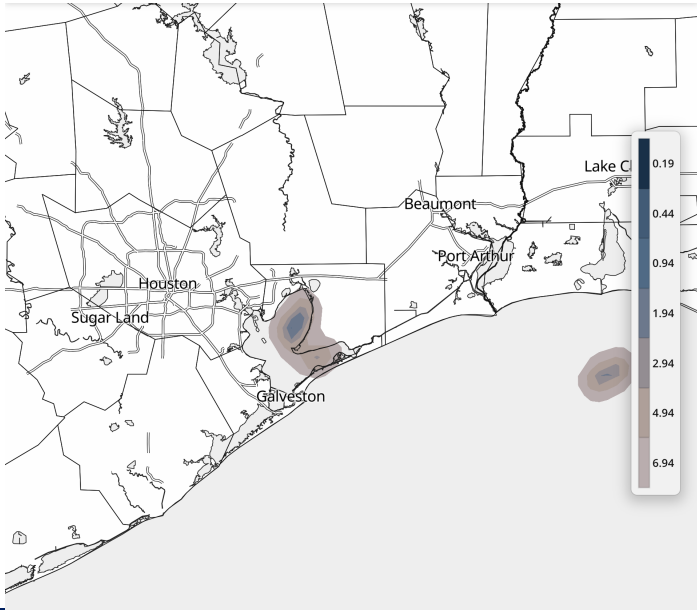 Lake C
0.19
0.44
Beaumont
Port Arthur
0.94
Houston
Sugar Land
1.94
2.94
Galveston
4.94
6.94